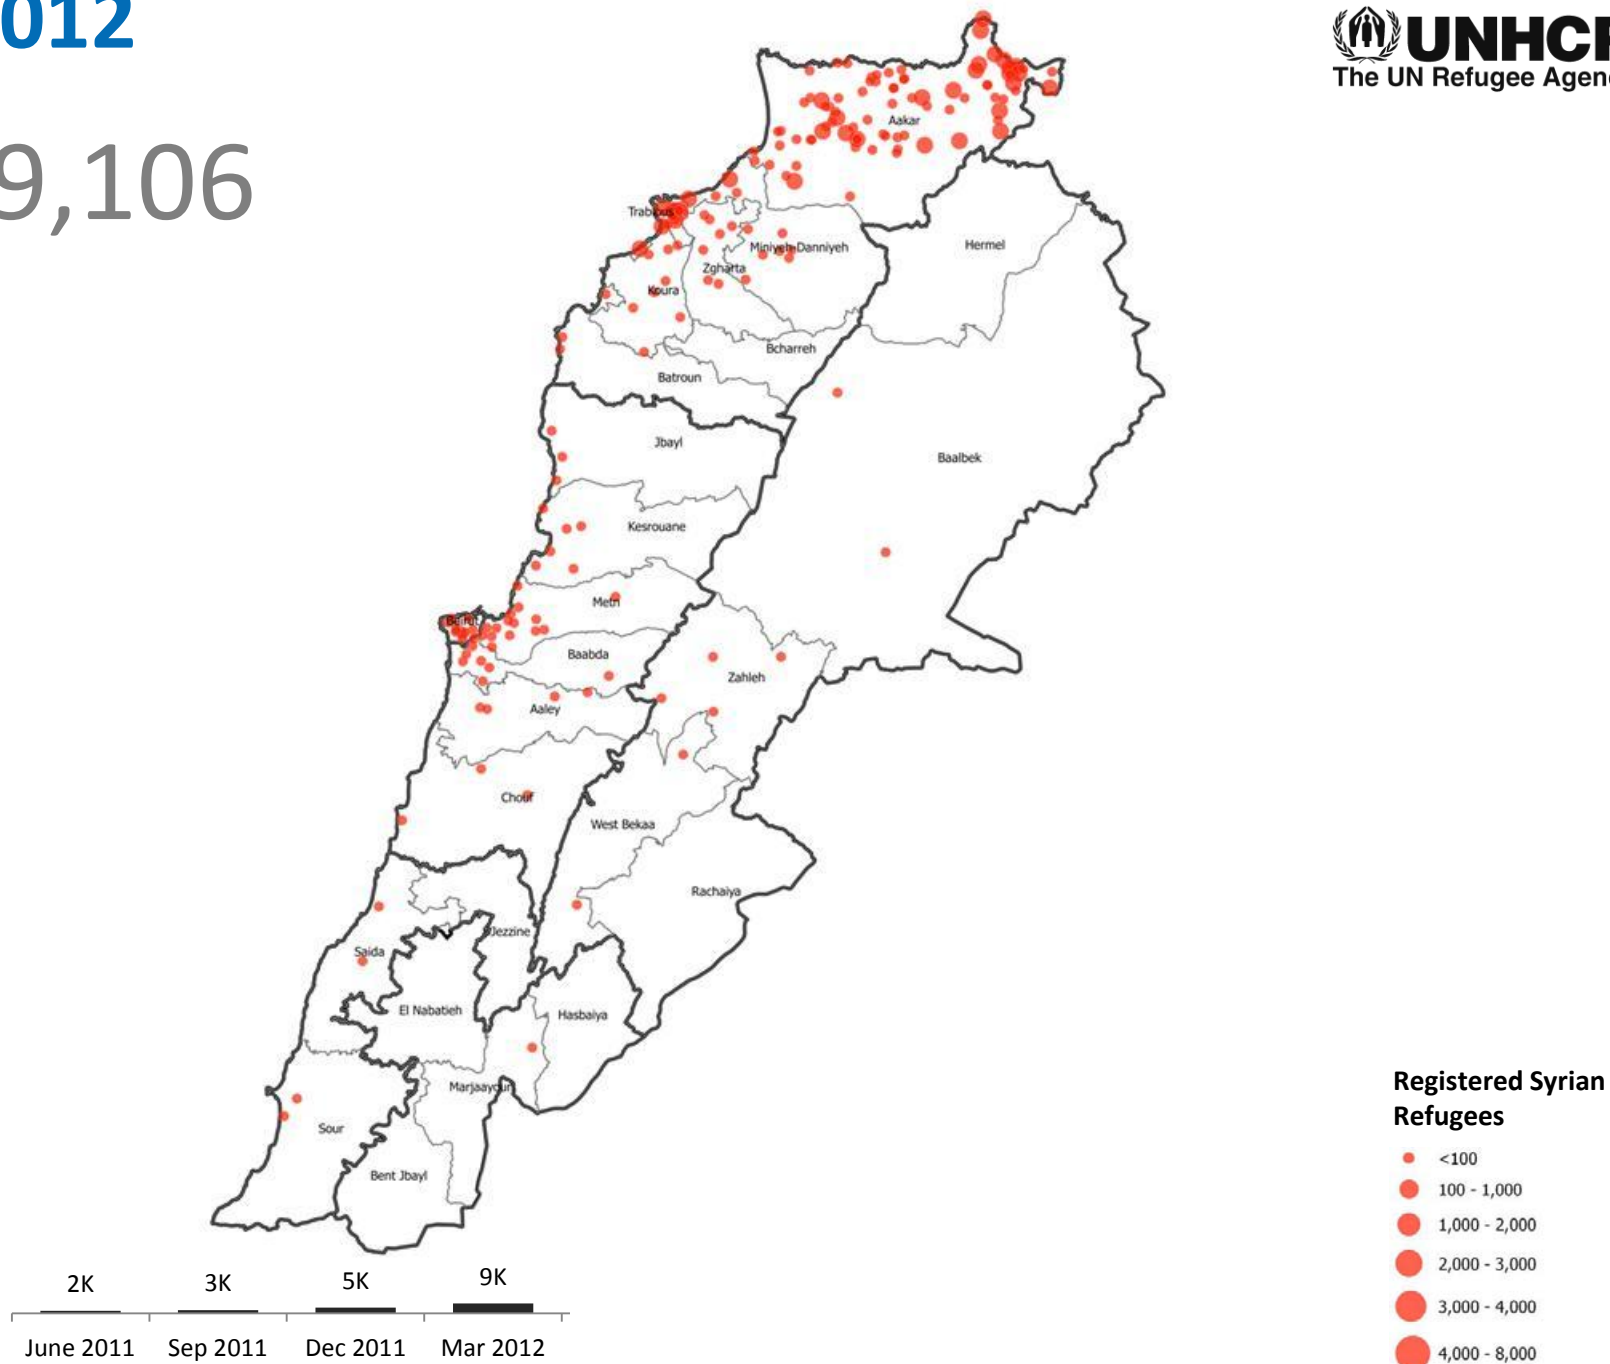 012
9,106
UNHCR
The UN Refugee Agen
Aakar
Trablous
Hermel
Miniyeh-Danniyeh
Zgharta
Koura
Bcharreh
Batroun
Jbayl
Baalbek
Kesrouane
Metn
Beirut
Baabda
Zahleh
Aaley
Chouf
West Bekaa
Rachaiya
Jezzine
Saida
El Nabatieh
Hasbaiya
Marjaayoun
Sour
Bent Jbayl
Registered Syrian
Refugees
<100
100 - 1,000
1,000 - 2,000
2,000 - 3,000
3,000 - 4,000
4,000 - 8,000
2K 3K 5K 9K
June 2011 Sep 2011 Dec 2011 Mar 2012